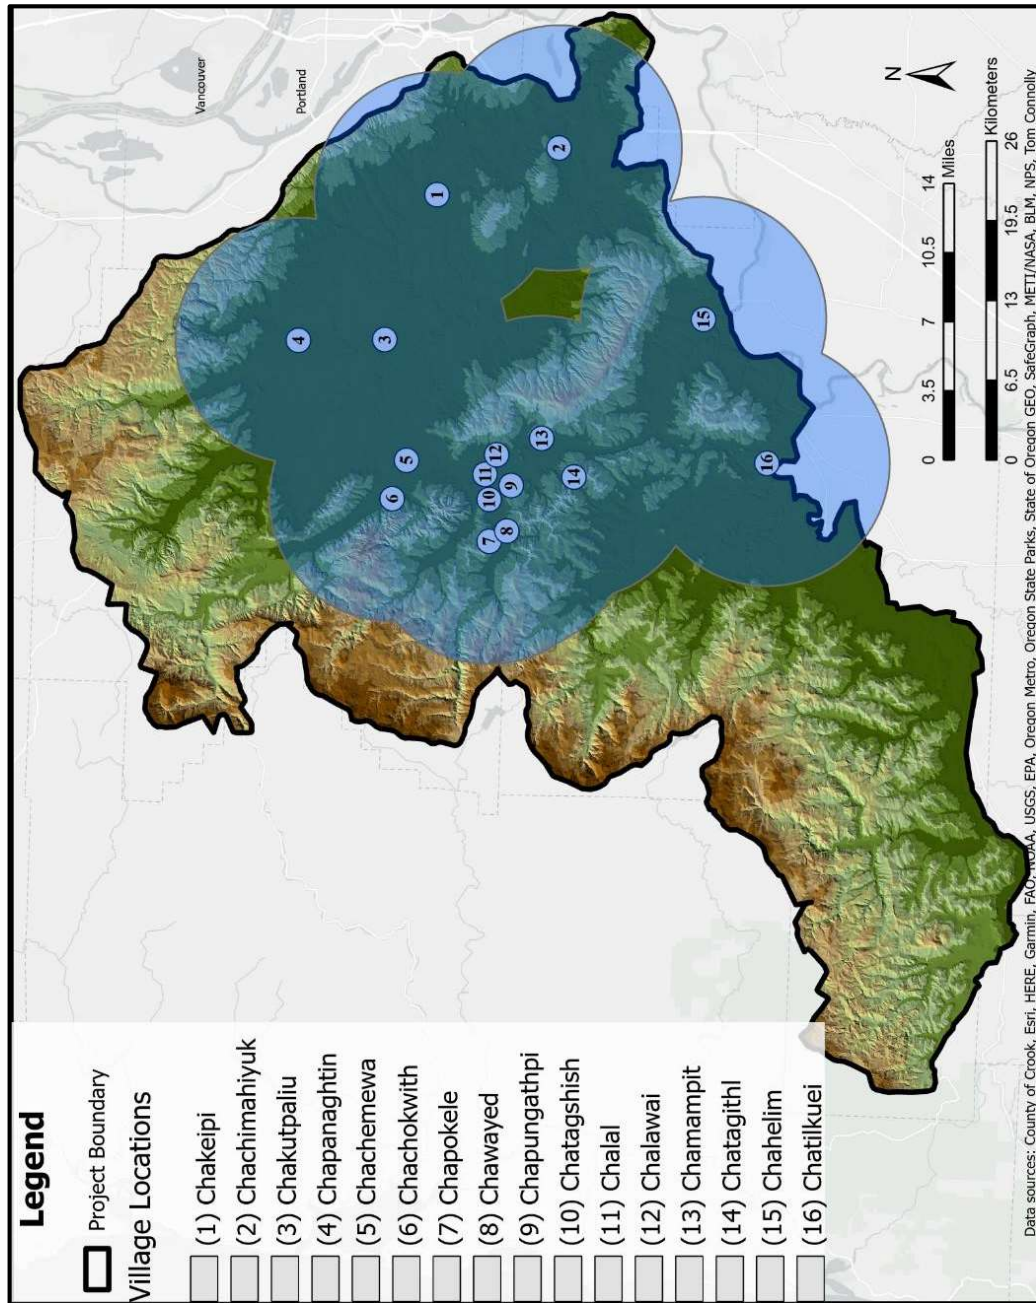 Legend
Project Boundary
Village Locations
(1) Chakeipi
(2) Chachimahiyuk
(3) Chakutpaliu
(4) Chapanaghtin
(5) Chachemewa
(6) Chachokwith
(7) Chapokele
(8) Chawayed
(9) Chapungathpi
(10) Chatagshish
(11) Chalal
(12) Chalawai
(13) Chamampit
(14) Chatagithl
(15) Chahelim
(16) Chatilkuei
Vancouver
Portland
1
2
3
4
5
6
7
8
9
10
11
12
13
14
15
16
N
0 3.5 7 10.5 14
Miles
Kilometers
0 6.5 13 19.5 26
Data sources: County of Crook, Esri, HERE, Garmin, FAO, NOAA, USGS, EPA, Oregon Metro, Oregon State Parks, State of Oregon GEO, SafeGraph, METI/NASA, BLM, NPS, Tom Connolly